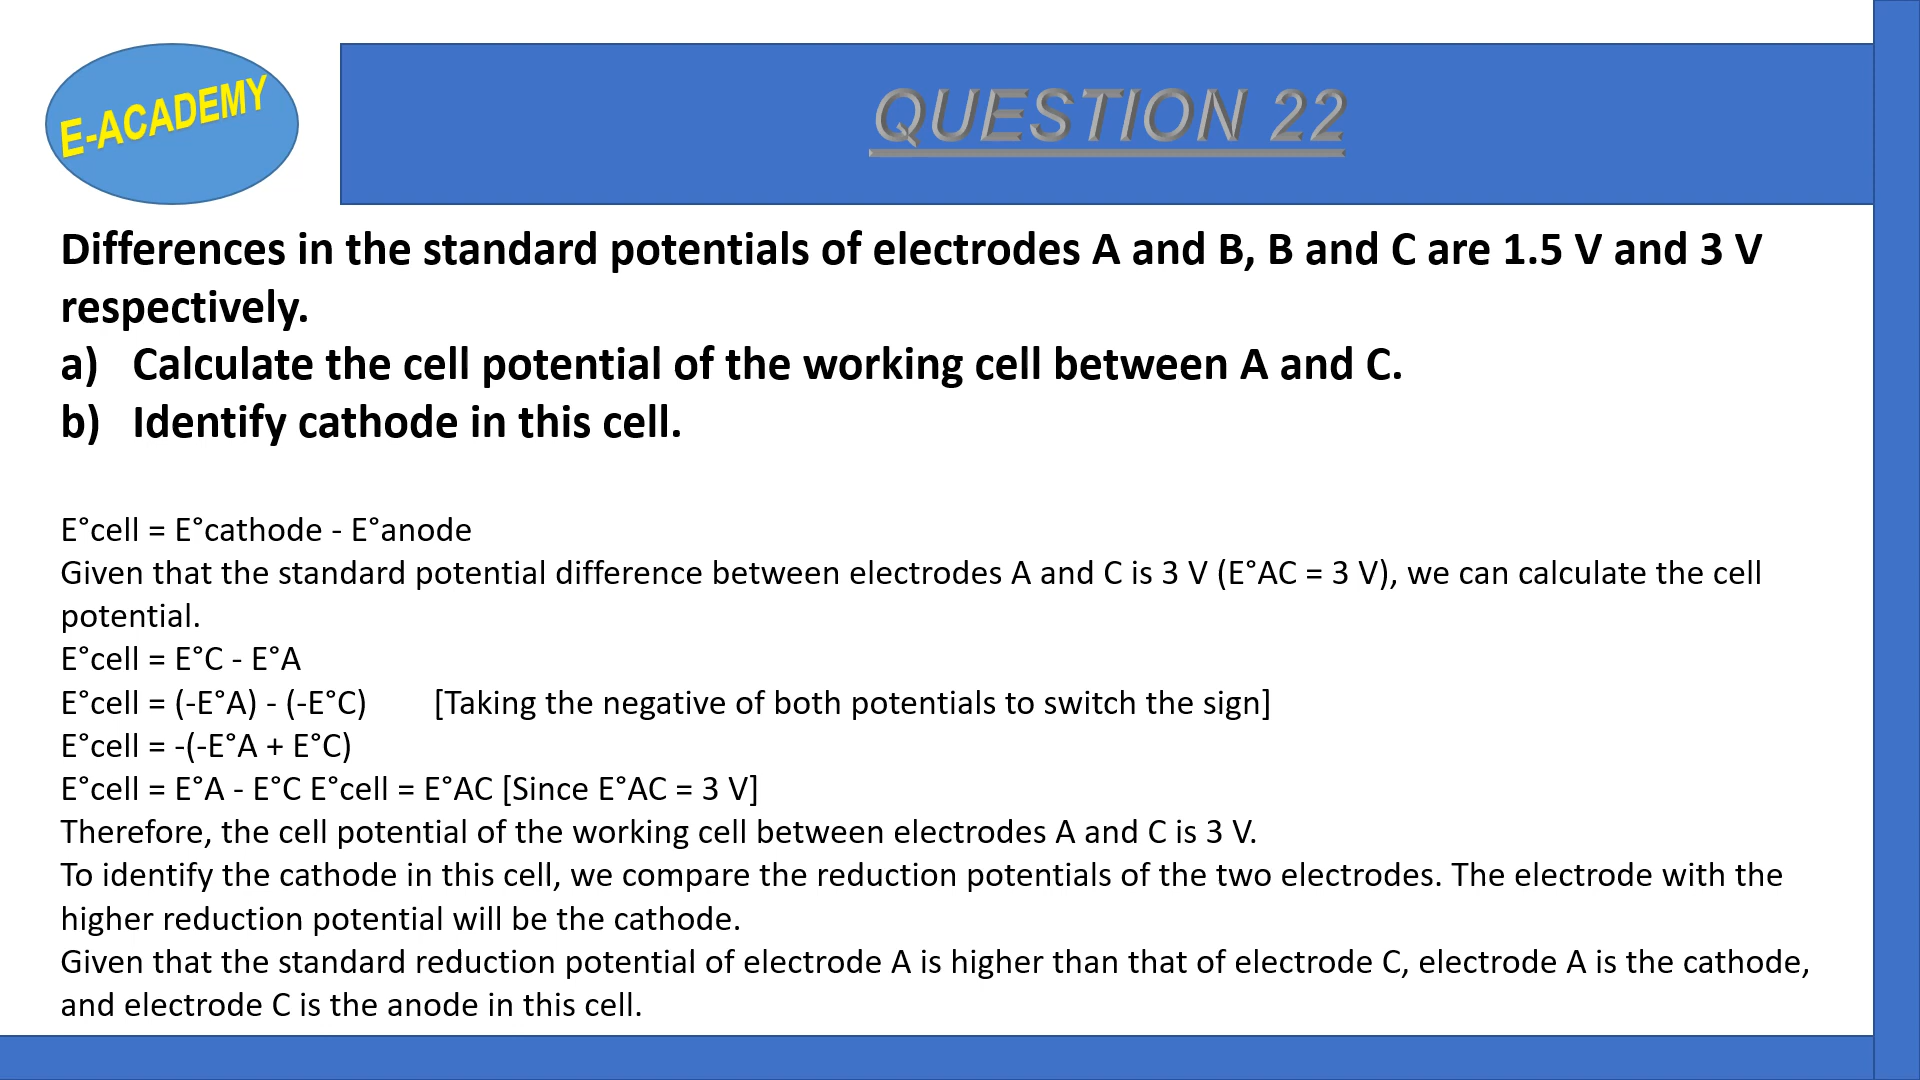 E-ACADEMY
QUESTION 22
Differences in the standard potentials of electrodes A and B, B and C are 1.5 V and 3 V
respectively.
a) Calculate the cell potential of the working cell between A and C.
b) Identify cathode in this cell.
E°cell = E°cathode - E°anode
Given that the standard potential difference between electrodes A and C is 3 V (E°AC = 3 V), we can calculate the cell
potential.
E°cell = E°C - E°A
E°cell = (-E°A) - (-E°C) [Taking the negative of both potentials to switch the sign]
E°cell = -(-E°A + E°C)
E°cell = E°A - E°C E°cell = E°AC [Since E°AC = 3 V]
Therefore, the cell potential of the working cell between electrodes A and C is 3 V.
To identify the cathode in this cell, we compare the reduction potentials of the two electrodes. The electrode with the
higher reduction potential will be the cathode.
Given that the standard reduction potential of electrode A is higher than that of electrode C, electrode A is the cathode,
and electrode C is the anode in this cell.